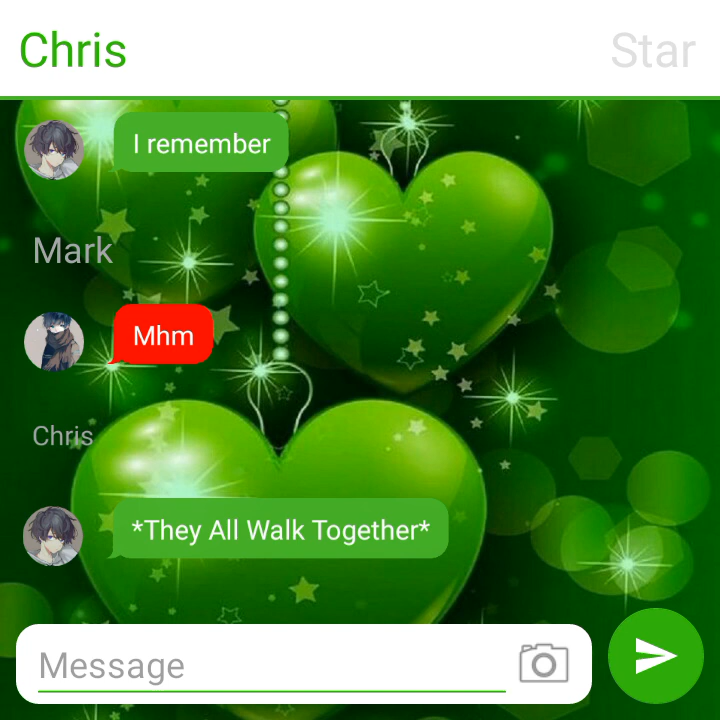 Chris
Star
I remember
Mark
Mhm
Chris
*They All Walk Together*
Message